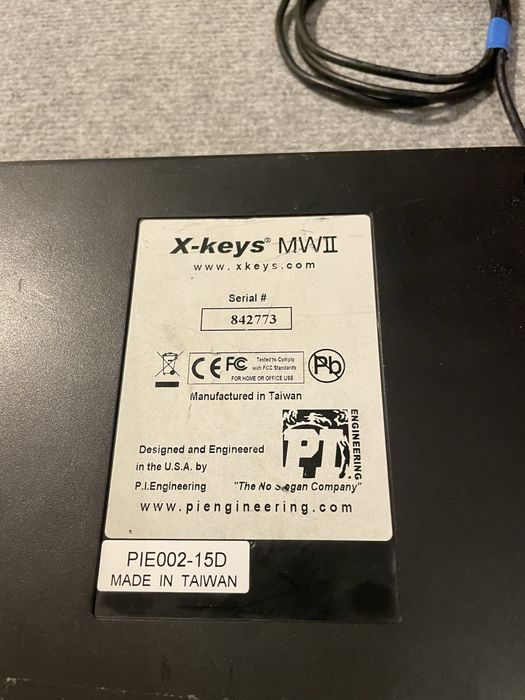 X-keys® MWII
www.xkeys.com
Serial #
842773
CE FC Tested to Comply
with FCC Standards
FOR HOME OR OFFICE USE
Pb
Manufactured in Taiwan
P.I. ENGINEERING
Designed and Engineered
in the U.S.A. by
P.I.Engineering "The No Slogan Company"
www.piengineering.com
PIE002-15D
MADE IN TAIWAN